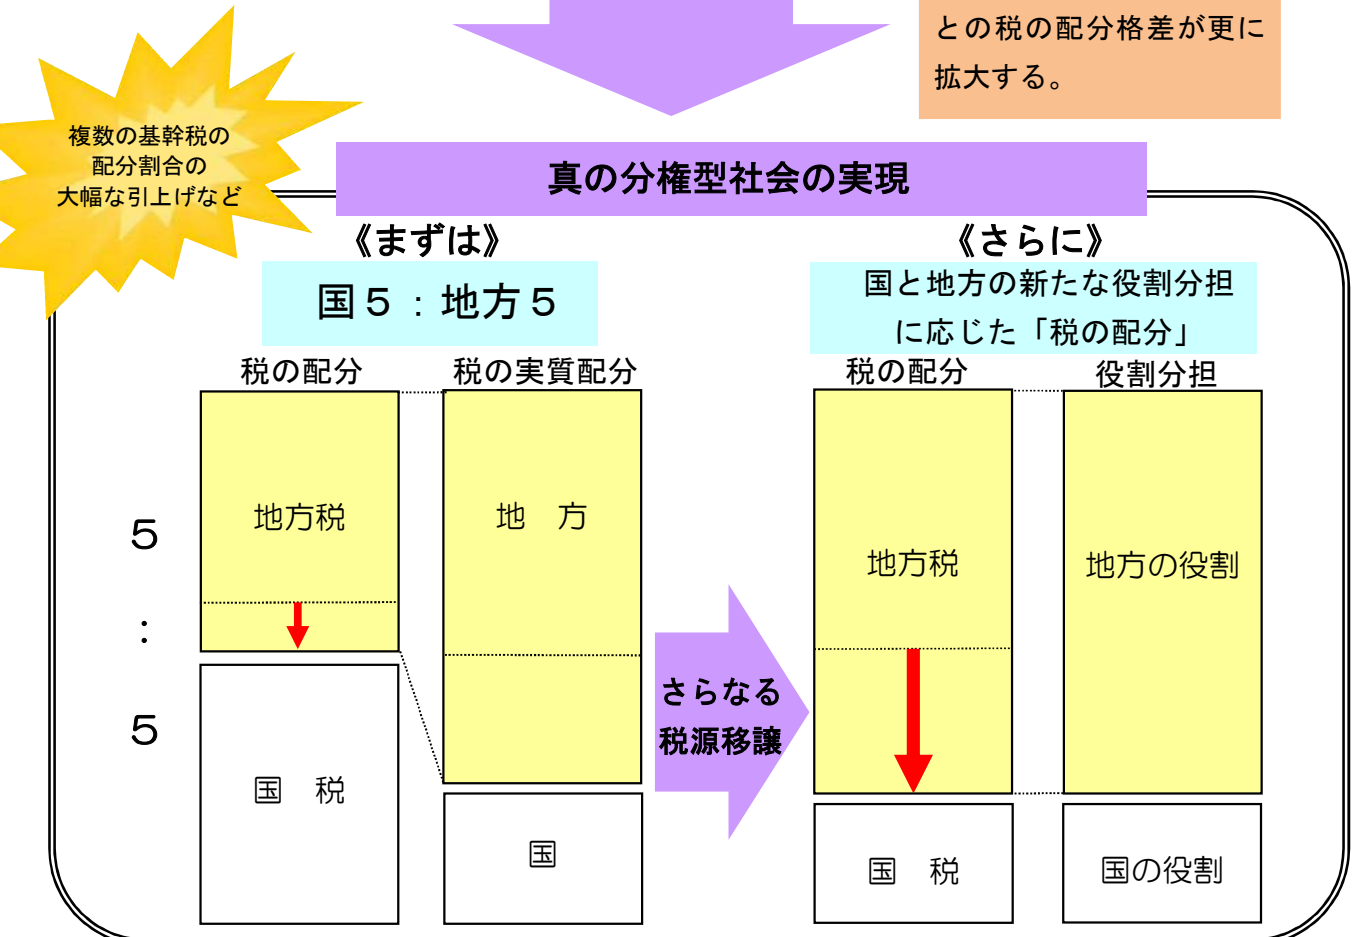 との税の配分格差が更に
拡大する。
複数の基幹税の
配分割合の
大幅な引上げなど
真の分権型社会の実現
《まずは》
国５：地方５
税の配分
税の実質配分
地方税
地　方
５
：
５
国　税
国
さらなる
税源移譲
《さらに》
国と地方の新たな役割分担
に応じた「税の配分」
税の配分
役割分担
地方税
地方の役割
国　税
国の役割